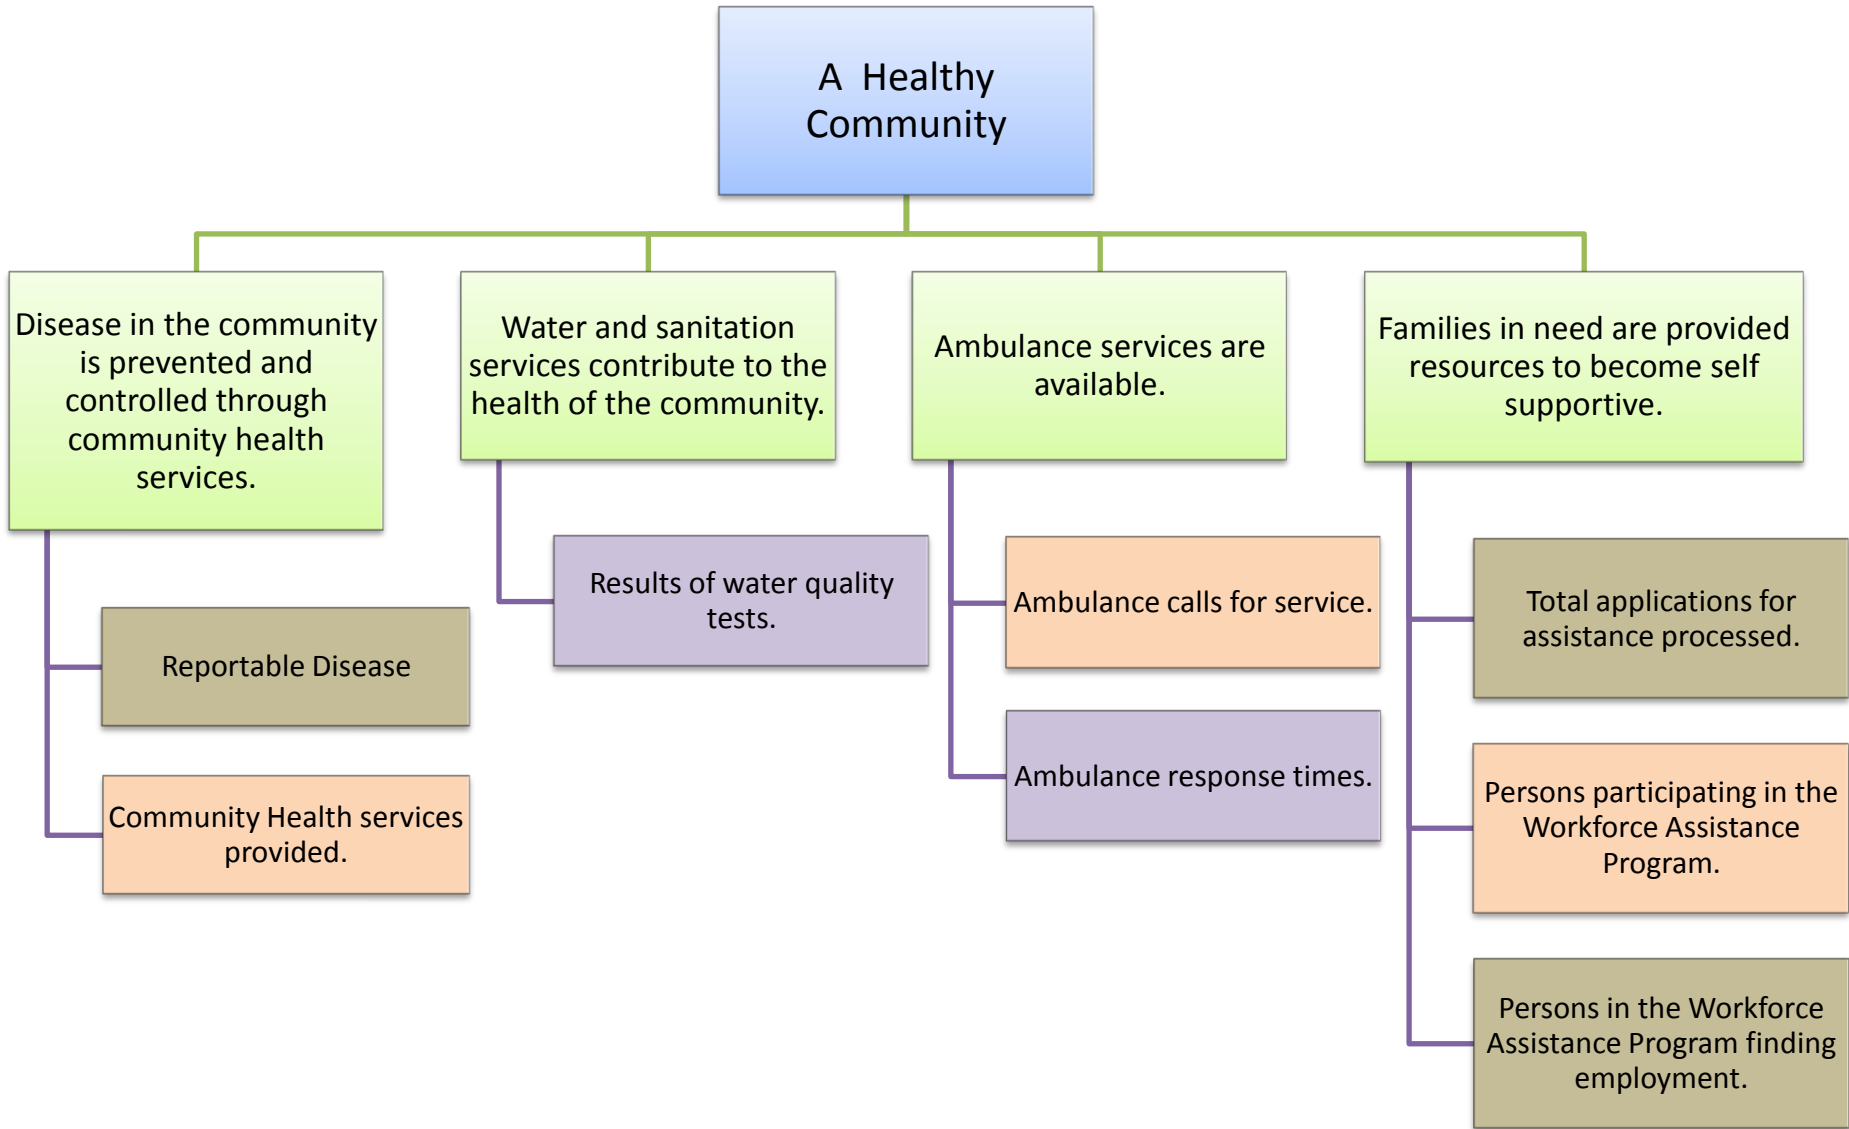 A  Healthy
Community
Disease in the community
is prevented and
controlled through
community health
services.
Water and sanitation
services contribute to the
health of the community.
Ambulance services are
available.
Families in need are provided
resources to become self
supportive.
Reportable Disease
Community Health services
provided.
Results of water quality
tests.
Ambulance calls for service.
Ambulance response times.
Total applications for
assistance processed.
Persons participating in the
Workforce Assistance
Program.
Persons in the Workforce
Assistance Program finding
employment.